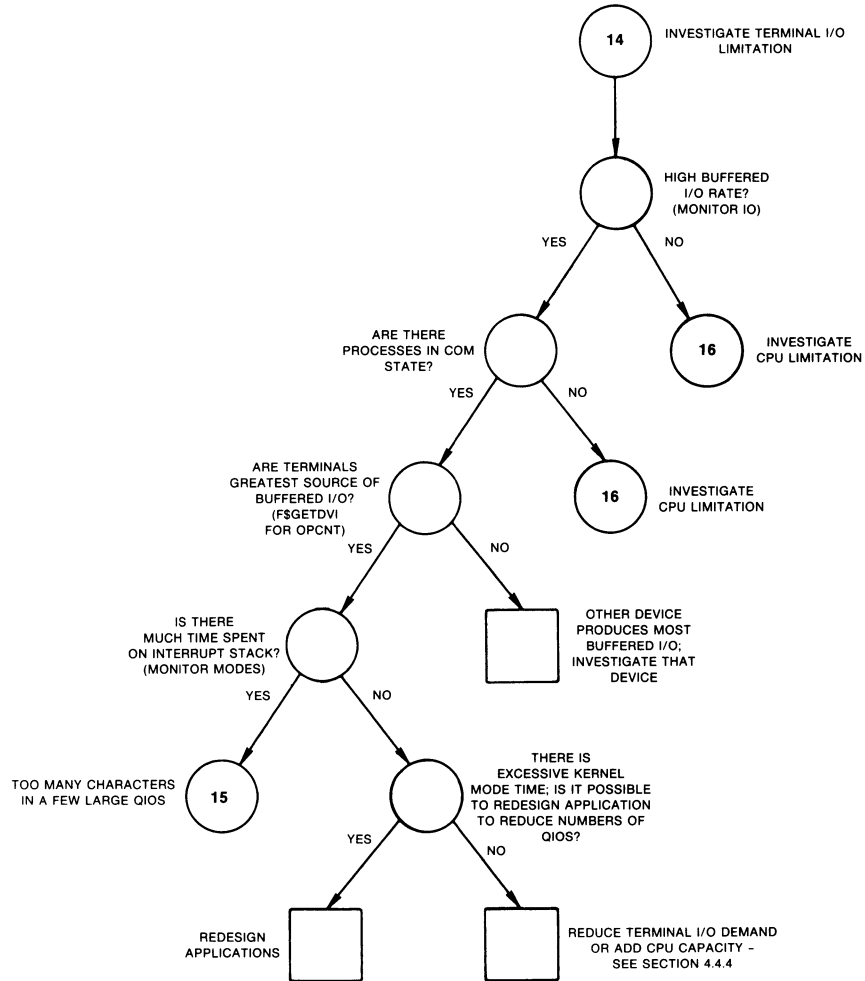 14
INVESTIGATE TERMINAL I/O
LIMITATION
HIGH BUFFERED
I/O RATE?
(MONITOR IO)
YES
NO
ARE THERE
PROCESSES IN COM
STATE?
16
INVESTIGATE
CPU LIMITATION
YES
NO
ARE TERMINALS
GREATEST SOURCE OF
BUFFERED I/O?
(F$GETDVI
FOR OPCNT)
16
INVESTIGATE
CPU LIMITATION
YES
NO
IS THERE
MUCH TIME SPENT
ON INTERRUPT STACK?
(MONITOR MODES)
OTHER DEVICE
PRODUCES MOST
BUFFERED I/O;
INVESTIGATE THAT
DEVICE
YES
NO
TOO MANY CHARACTERS
IN A FEW LARGE QIOS
15
THERE IS
EXCESSIVE KERNEL
MODE TIME; IS IT POSSIBLE
TO REDESIGN APPLICATION
TO REDUCE NUMBERS OF
QIOS?
YES
NO
REDESIGN
APPLICATIONS
REDUCE TERMINAL I/O DEMAND
OR ADD CPU CAPACITY –
SEE SECTION 4.4.4